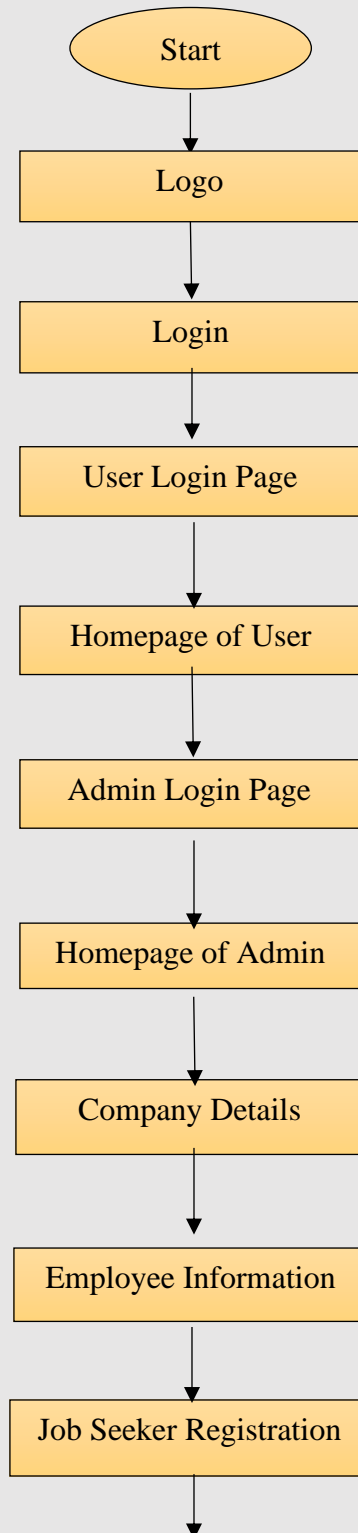 Start
Logo
Login
User Login Page
Homepage of User
Admin Login Page
Homepage of Admin
Company Details
Employee Information
Job Seeker Registration